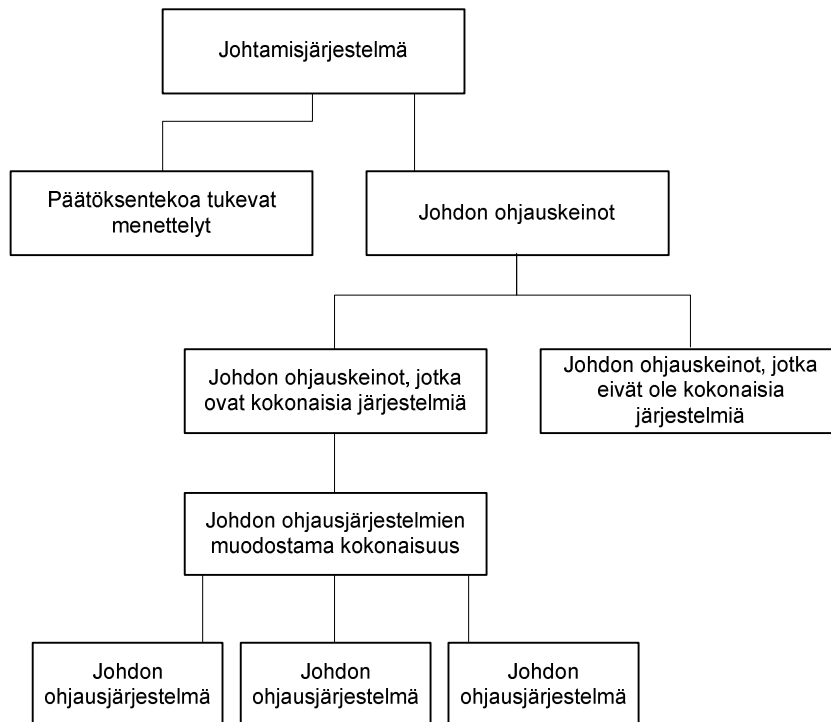 Johtamisjärjestelmä
Päätöksentekoa tukevat
menettelyt
Johdon ohjauskeinot
Johdon ohjauskeinot, jotka
ovat kokonaisia järjestelmiä
Johdon ohjauskeinot, jotka
eivät ole kokonaisia
järjestelmiä
Johdon ohjausjärjestelmien
muodostama kokonaisuus
Johdon
ohjausjärjestelmä
Johdon
ohjausjärjestelmä
Johdon
ohjausjärjestelmä